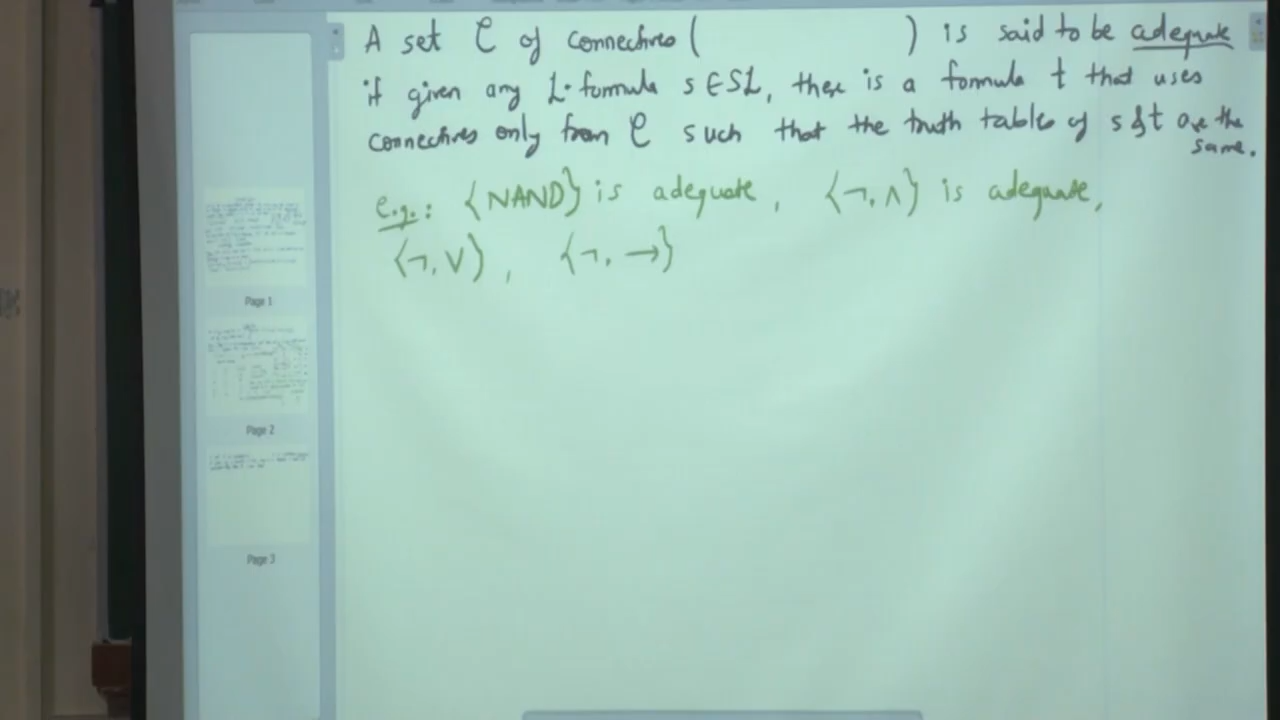 A set C of connectives (                    ) is said to be adequate
if given any L-formula s ∈ SL, there is a formula t that uses
connectives only from C such that the truth tables of s & t are the
same.
e.g.: {NAND} is adequate, {¬, ∧} is adequate,
{¬, ∨}, {¬, →}
Page 1
Page 2
Page 3